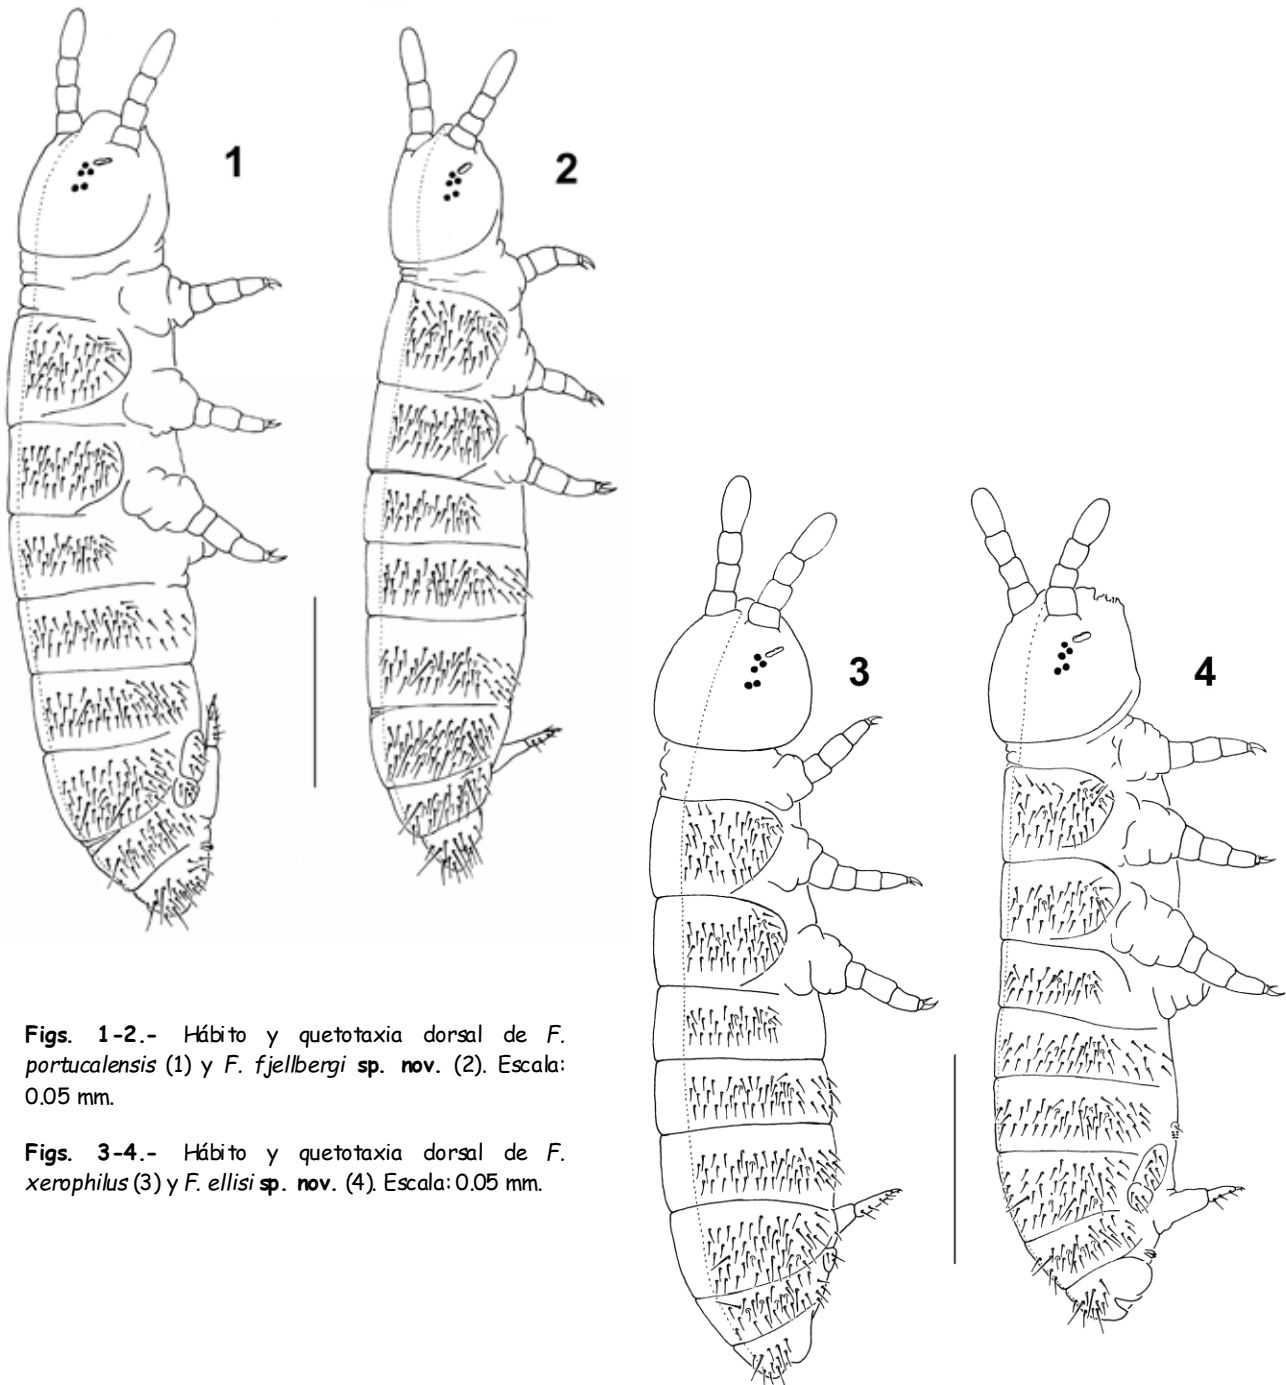 1
2
3
4
Figs. 1-2.- Hábito y quetotaxia dorsal de F.
portucalensis (1) y F. fjellbergi sp. nov. (2). Escala:
0.05 mm.
Figs. 3-4.- Hábito y quetotaxia dorsal de F.
xerophilus (3) y F. ellisi sp. nov. (4). Escala: 0.05 mm.